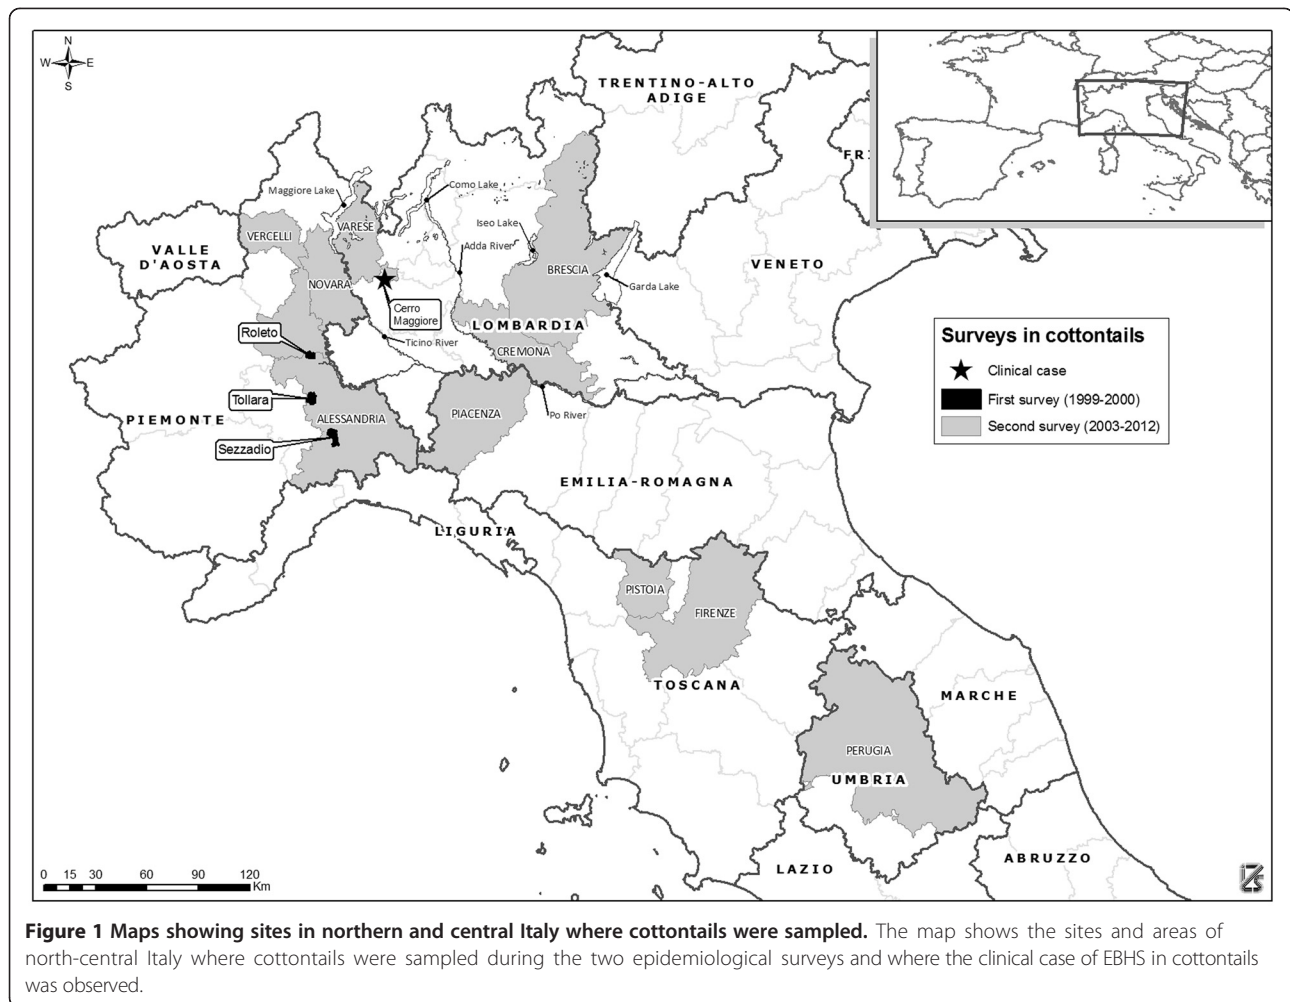 N
W E
S
TRENTINO-ALTO
ADIGE
FRI
Maggiore Lake
Como Lake
VARESE
Iseo Lake
VERCELLI
Adda River
VALLE
D'AOSTA
BRESCIA
VENETO
NOVARA
Garda Lake
Cerro
Maggiore
LOMBARDIA
Roleto
Ticino River
CREMONA
Tollara
PIEMONTE
ALESSANDRIA
PIACENZA
Po River
Sezzadio
EMILIA-ROMAGNA
LIGURIA
PISTOIA
FIRENZE
TOSCANA
MARCHE
PERUGIA
UMBRIA
LAZIO
ABRUZZO
Surveys in cottontails
Clinical case
First survey (1999-2000)
Second survey (2003-2012)
0 15 30 60 90 120
Km
Figure 1 Maps showing sites in northern and central Italy where cottontails were sampled. The map shows the sites and areas of
north-central Italy where cottontails were sampled during the two epidemiological surveys and where the clinical case of EBHS in cottontails
was observed.